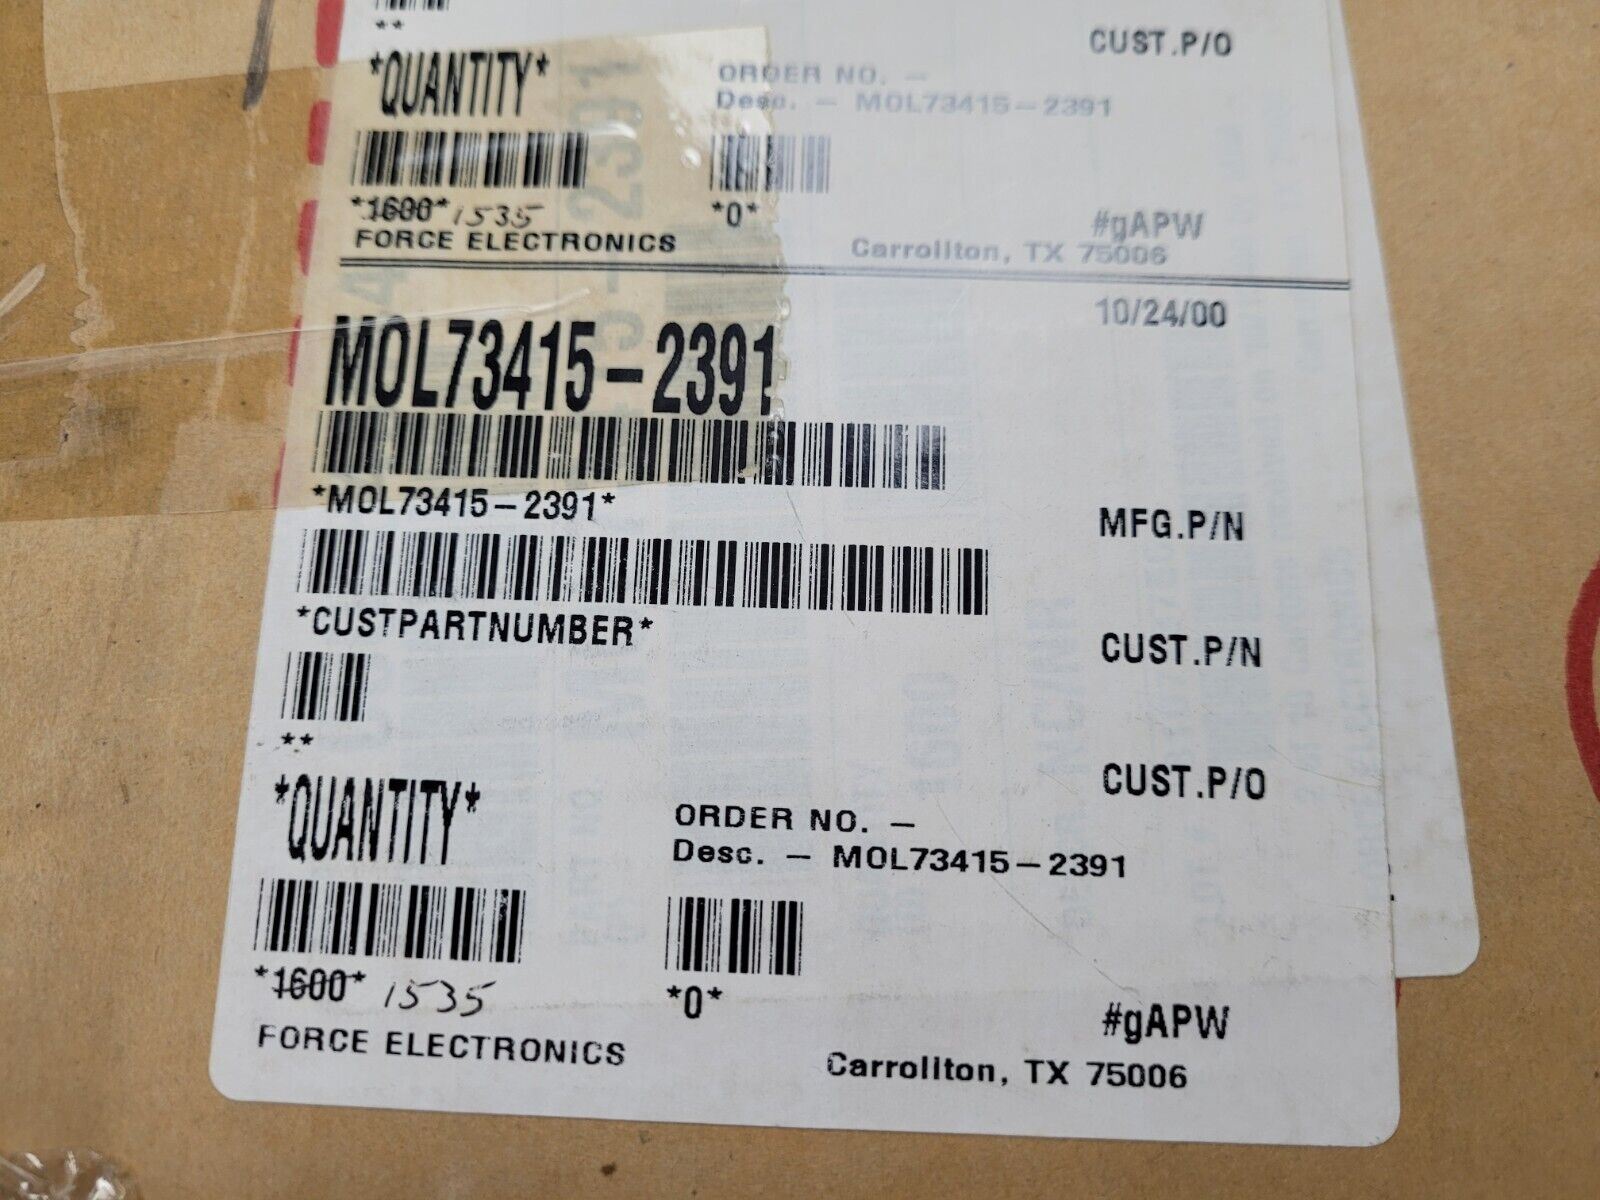 **
CUST.P/O
*QUANTITY*
ORDER NO. -
Desc. - MOL73415-2391
*1600* 1535
*0*
#gAPW
FORCE ELECTRONICS
Carrollton, TX 75006
10/24/00
MOL73415-2391
*MOL73415-2391*
MFG.P/N
*CUSTPARTNUMBER*
CUST.P/N
**
CUST.P/O
*QUANTITY*
ORDER NO. -
Desc. - MOL73415-2391
*1600* 1535
*0*
#gAPW
FORCE ELECTRONICS
Carrollton, TX 75006